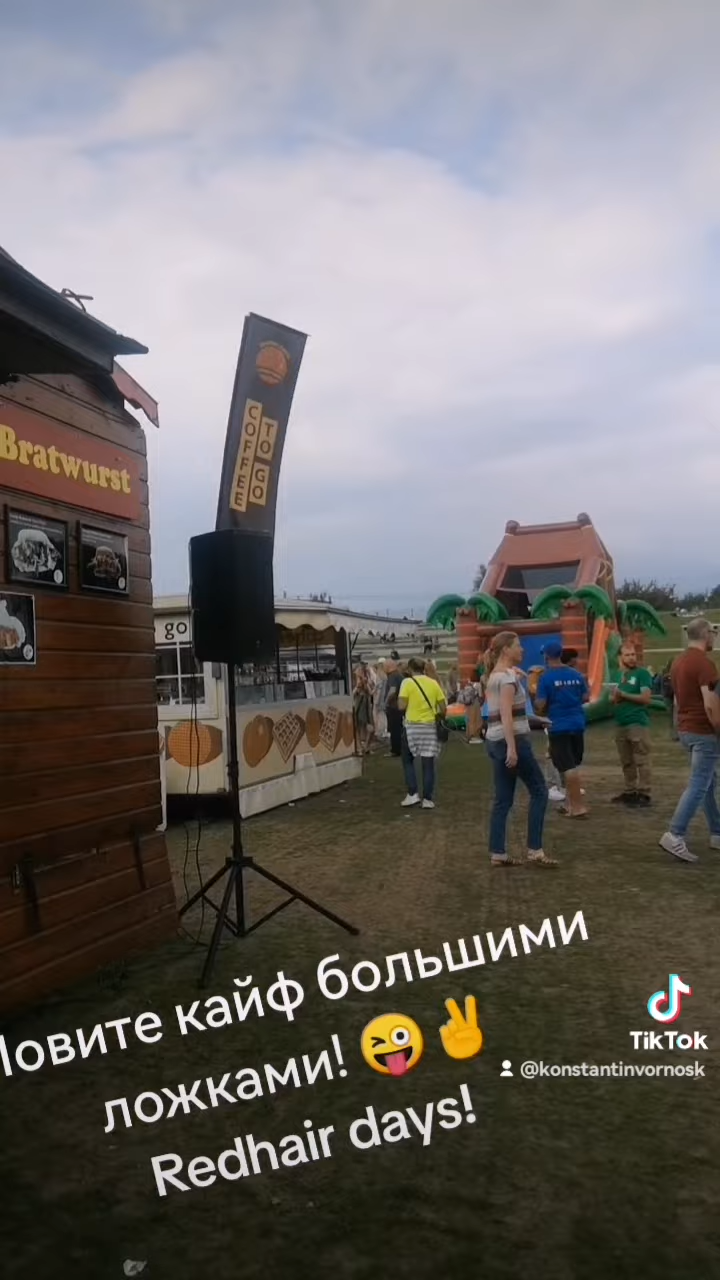 Bratwurst
COFFEE
TO GO
go
Ловите кайф большими
ложками! 😜✌
Redhair days!
TikTok
@konstantinvornosk